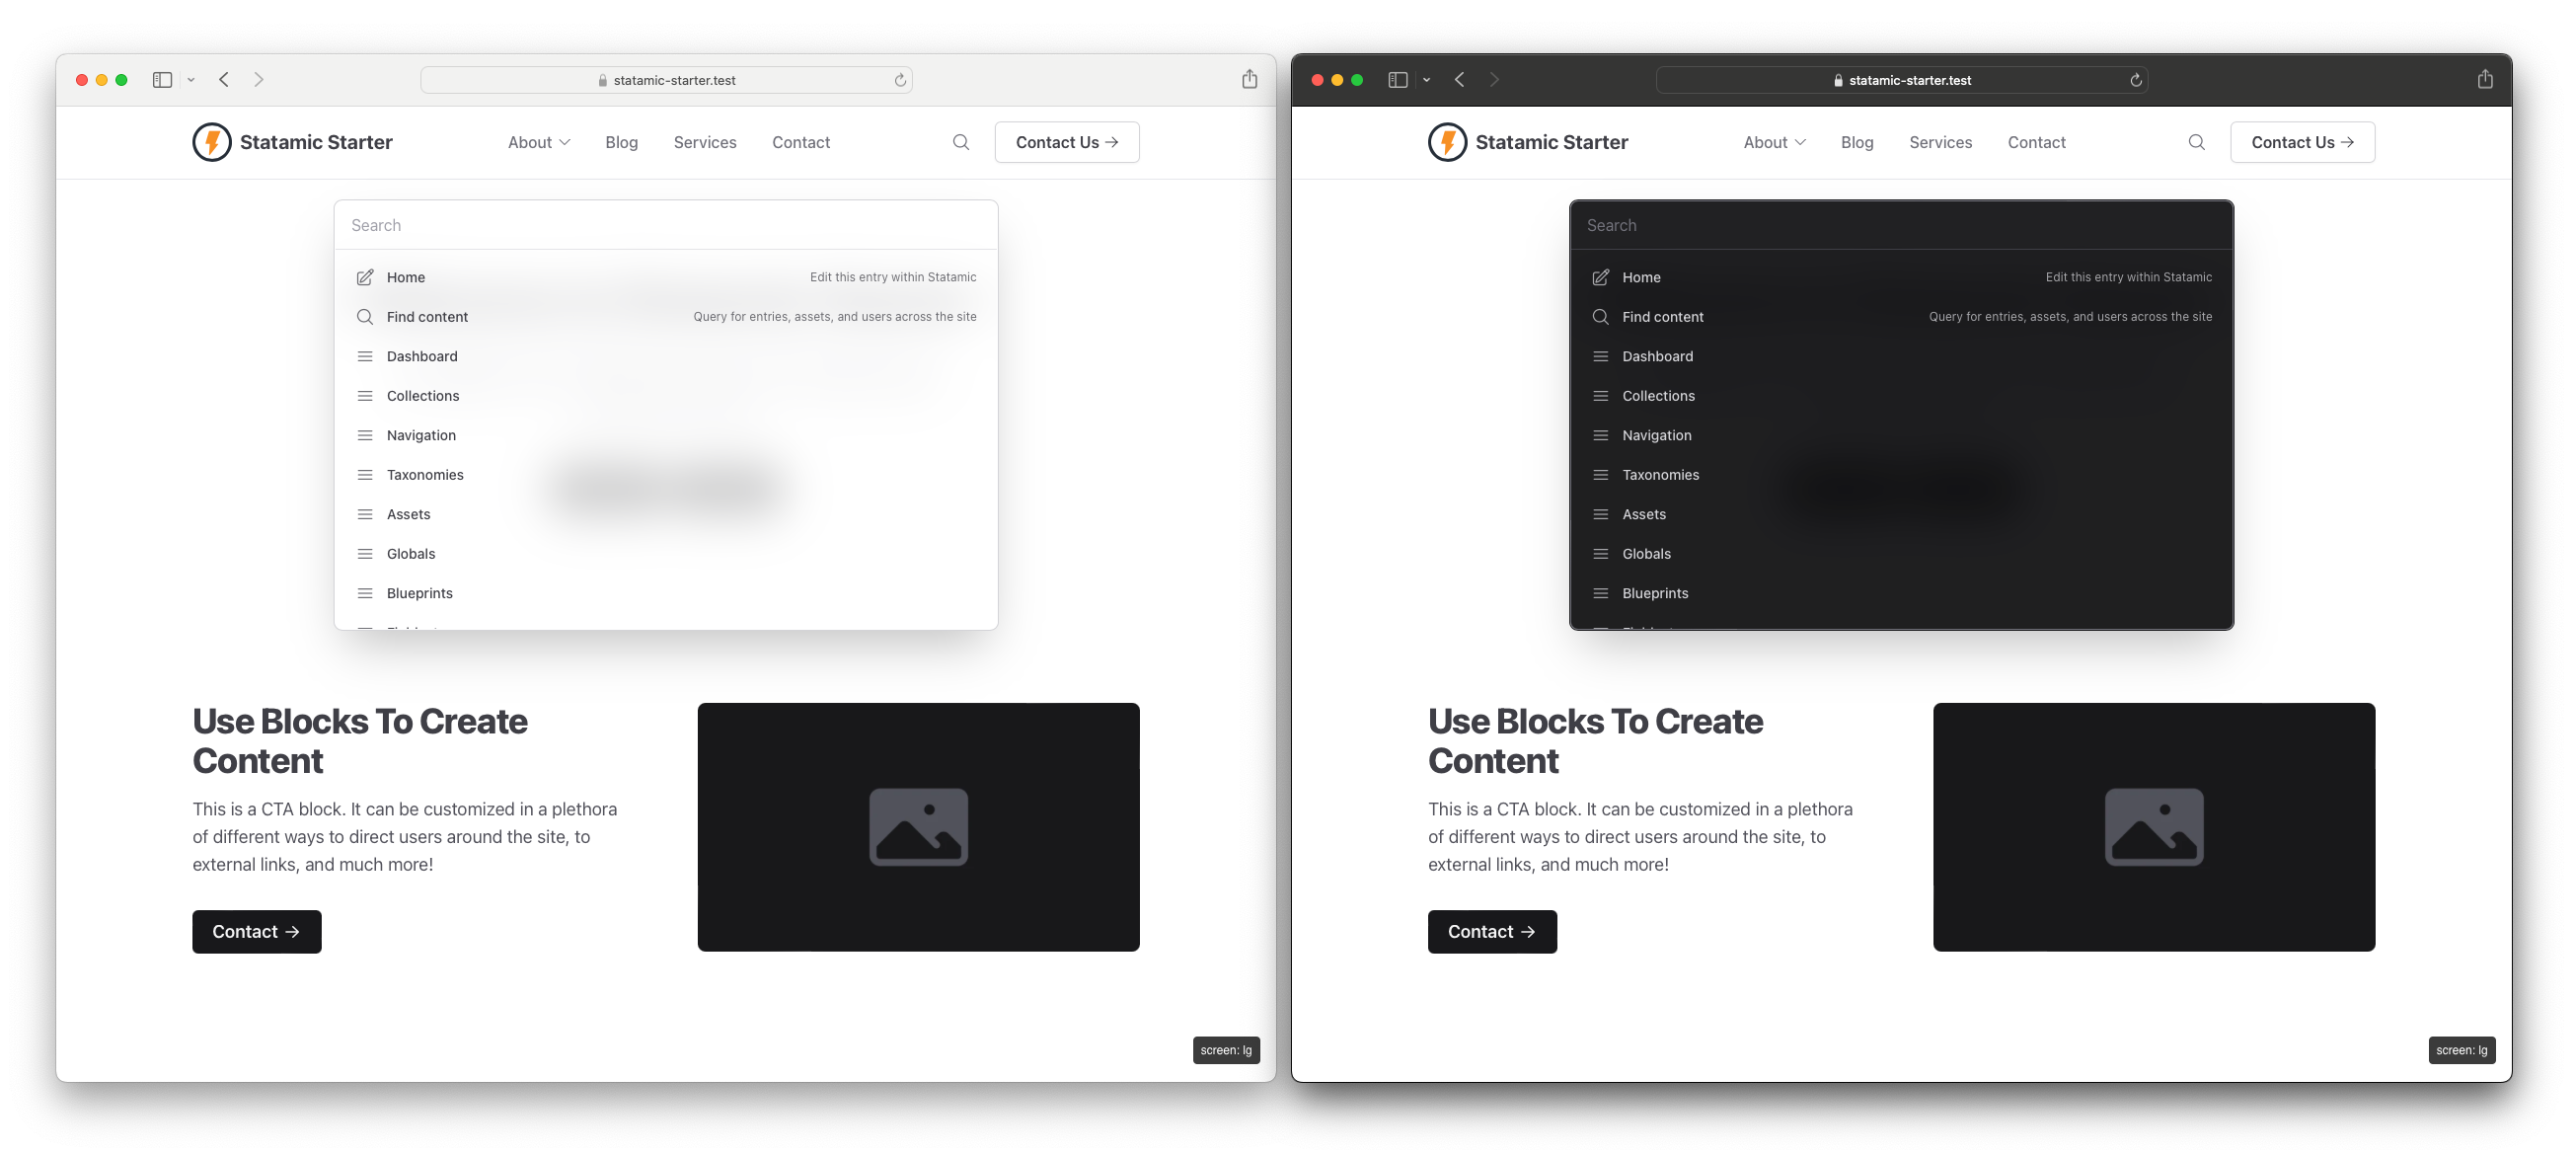 statamic-starter.test
Statamic Starter
About
Blog
Services
Contact
Contact Us →
Search
Home
Edit this entry within Statamic
Find content
Query for entries, assets, and users across the site
Dashboard
Collections
Navigation
Taxonomies
Assets
Globals
Blueprints
Use Blocks To Create
Content
This is a CTA block. It can be customized in a plethora
of different ways to direct users around the site, to
external links, and much more!
Contact →
screen: lg
statamic-starter.test
Statamic Starter
About
Blog
Services
Contact
Contact Us →
Search
Home
Edit this entry within Statamic
Find content
Query for entries, assets, and users across the site
Dashboard
Collections
Navigation
Taxonomies
Assets
Globals
Blueprints
Use Blocks To Create
Content
This is a CTA block. It can be customized in a plethora
of different ways to direct users around the site, to
external links, and much more!
Contact →
screen: lg